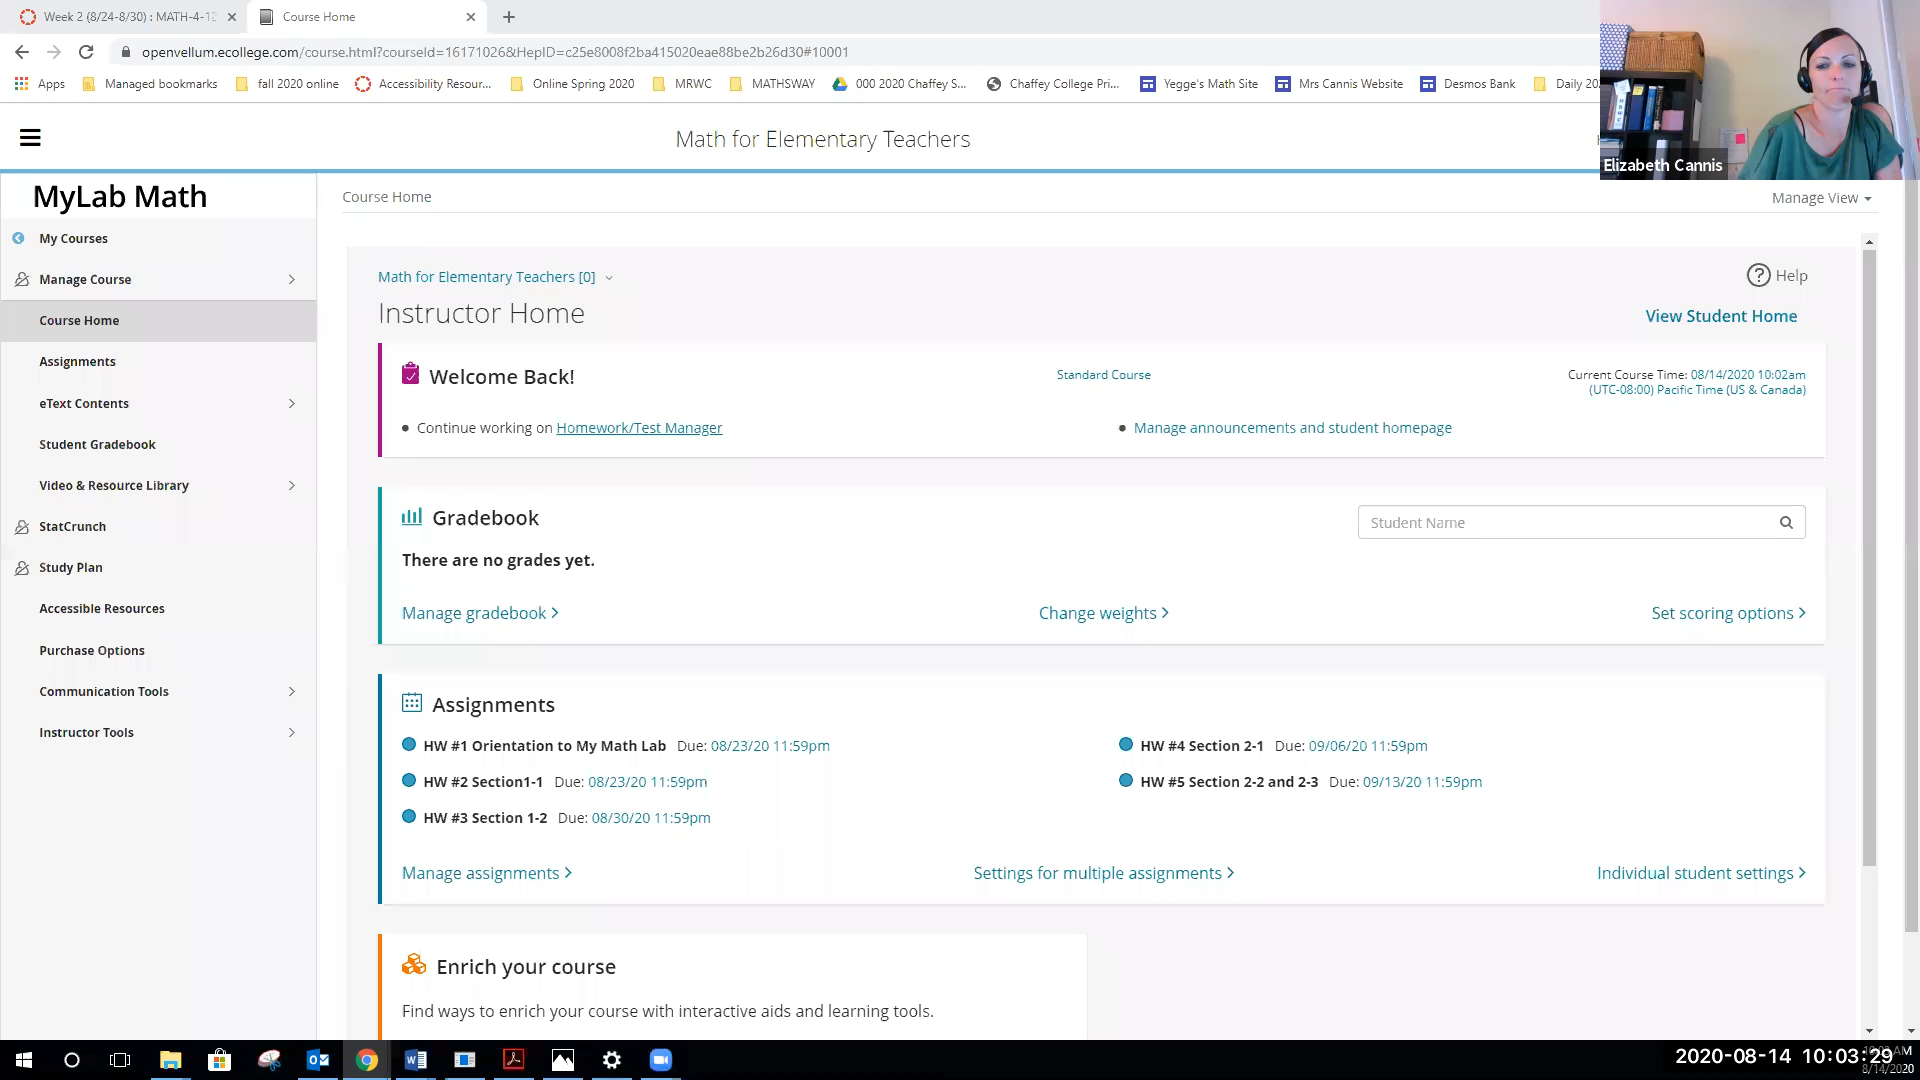 Week 2 (8/24-8/30) : MATH-4-12
Course Home
openvellum.ecollege.com/course.html?courseId=16171026&HepID=c25e8008f2ba415020eae88be2b26d30#10001
Apps Managed bookmarks fall 2020 online Accessibility Resour... Online Spring 2020 MRWC MATHSWAY 000 2020 Chaffey S... Chaffey College Pri... Yegge's Math Site Mrs Cannis Website Desmos Bank Daily 20
Elizabeth Cannis
Math for Elementary Teachers
MyLab Math
My Courses
Manage Course
Course Home
Assignments
eText Contents
Student Gradebook
Video & Resource Library
StatCrunch
Study Plan
Accessible Resources
Purchase Options
Communication Tools
Instructor Tools
Course Home
Manage View
Math for Elementary Teachers [0]
? Help
Instructor Home
View Student Home
Welcome Back!
Standard Course
Current Course Time: 08/14/2020 10:02am
(UTC-08:00) Pacific Time (US & Canada)
• Continue working on Homework/Test Manager
• Manage announcements and student homepage
Gradebook
Student Name
There are no grades yet.
Manage gradebook >
Change weights >
Set scoring options >
Assignments
HW #1 Orientation to My Math Lab Due: 08/23/20 11:59pm
HW #4 Section 2-1 Due: 09/06/20 11:59pm
HW #2 Section1-1 Due: 08/23/20 11:59pm
HW #5 Section 2-2 and 2-3 Due: 09/13/20 11:59pm
HW #3 Section 1-2 Due: 08/30/20 11:59pm
Manage assignments >
Settings for multiple assignments >
Individual student settings >
Enrich your course
Find ways to enrich your course with interactive aids and learning tools.
2020-08-14 10:03:29
8/14/2020